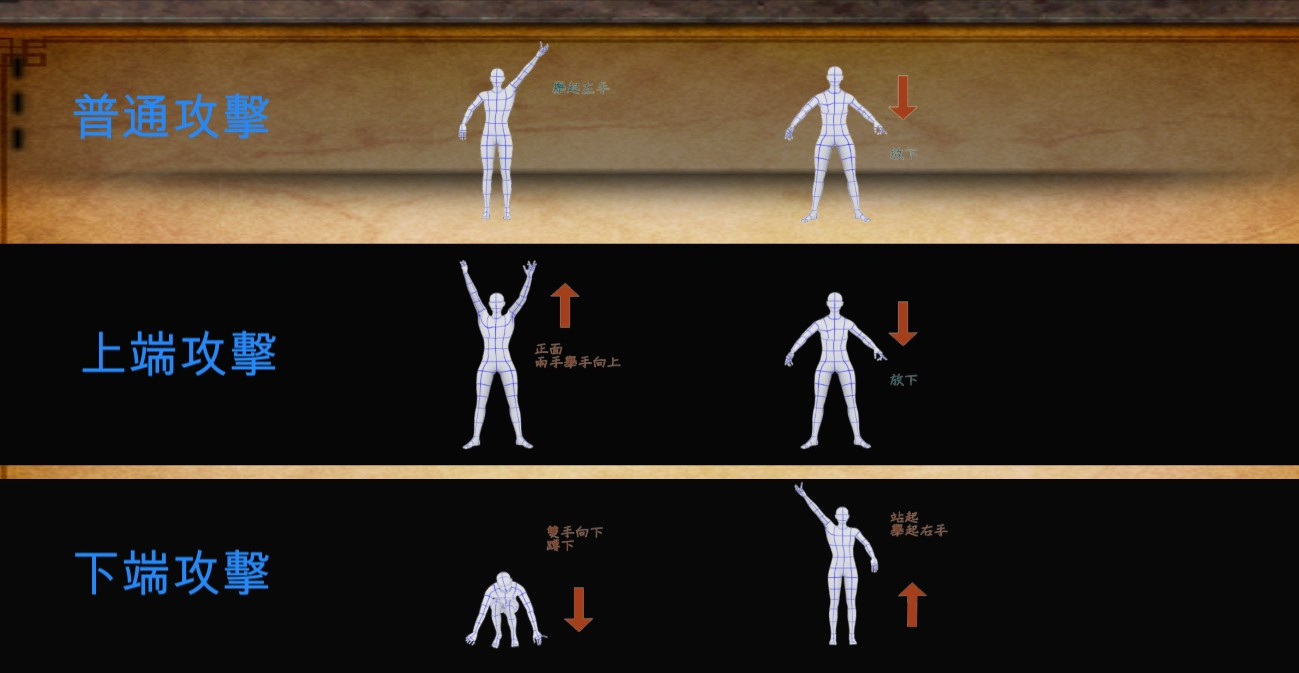 普通攻擊
舉起左手
放下
上端攻擊
正面
兩手舉手向上
放下
下端攻擊
雙手向下
蹲下
站起
舉起右手